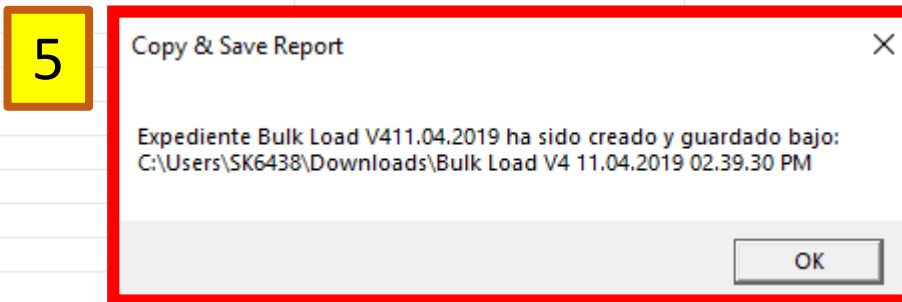 5
Copy & Save Report
Expediente Bulk Load V411.04.2019 ha sido creado y guardado bajo:
C:\Users\SK6438\Downloads\Bulk Load V4 11.04.2019 02.39.30 PM
OK